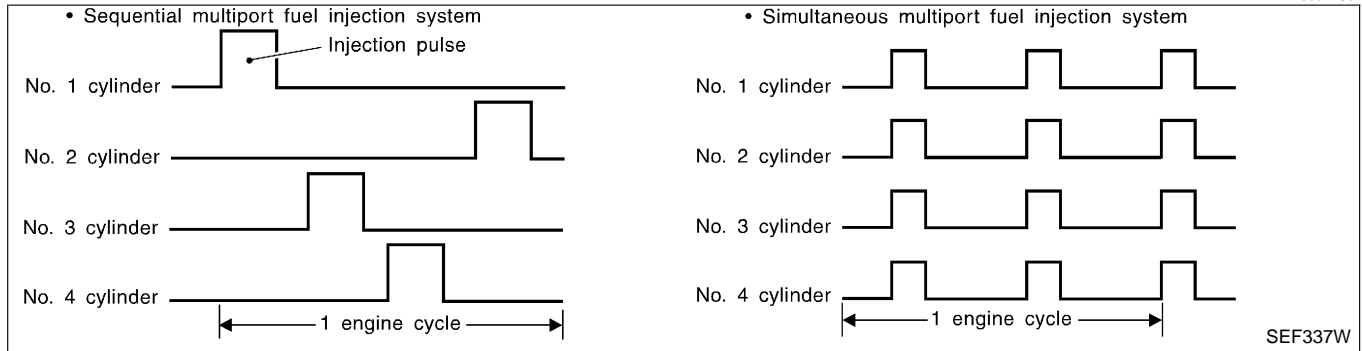 • Sequential multiport fuel injection system
Injection pulse
No. 1 cylinder
No. 2 cylinder
No. 3 cylinder
No. 4 cylinder
1 engine cycle
• Simultaneous multiport fuel injection system
No. 1 cylinder
No. 2 cylinder
No. 3 cylinder
No. 4 cylinder
1 engine cycle
SEF337W